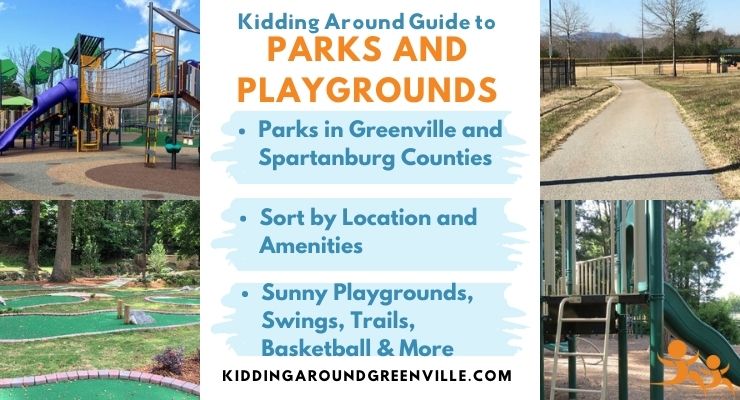 Kidding Around Guide to
PARKS AND
PLAYGROUNDS
• Parks in Greenville and
Spartanburg Counties
• Sort by Location and
Amenities
• Sunny Playgrounds,
Swings, Trails,
Basketball & More
KIDDINGAROUNDGREENVILLE.COM